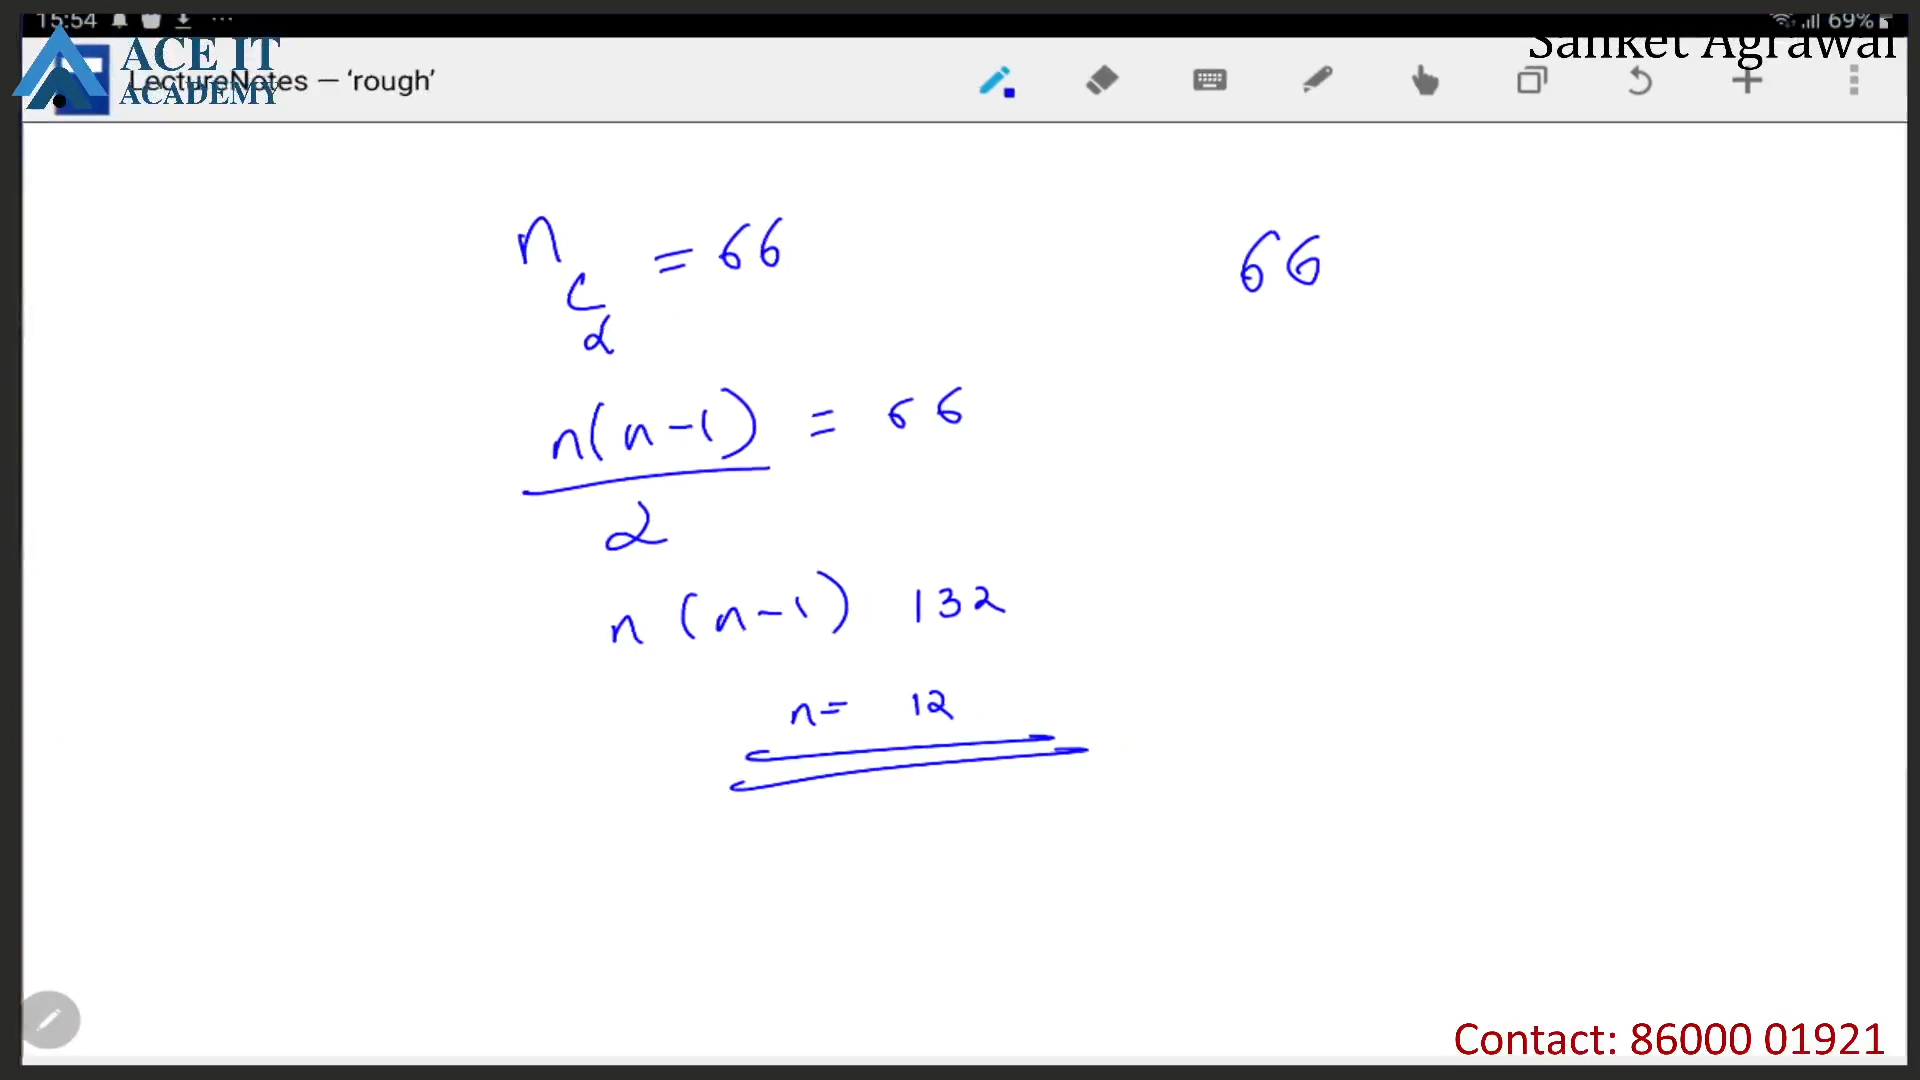 15:54 69%
ACE IT
ACADEMY
LectureNotes — ‘rough’
Sanket Agrawal
n
C
2
= 66
66
n(n-1) = 66
2
n (n-1) 132
n= 12
Contact: 86000 01921